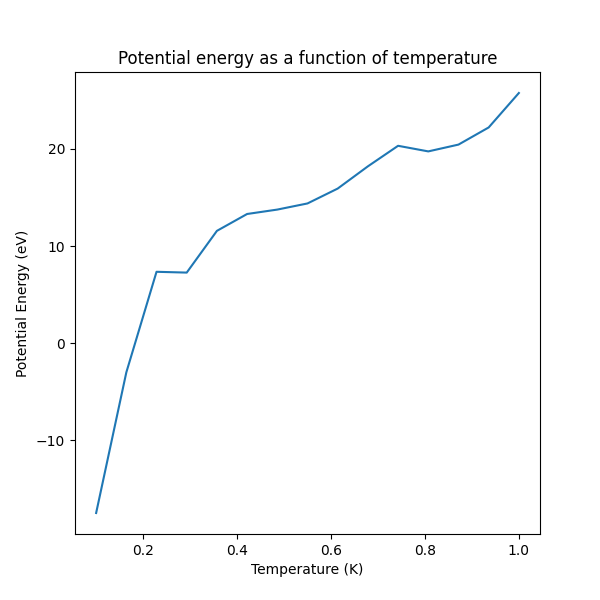 Potential energy as a function of temperature
20
10
0
−10
Potential Energy (eV)
0.2 0.4 0.6 0.8 1.0
Temperature (K)